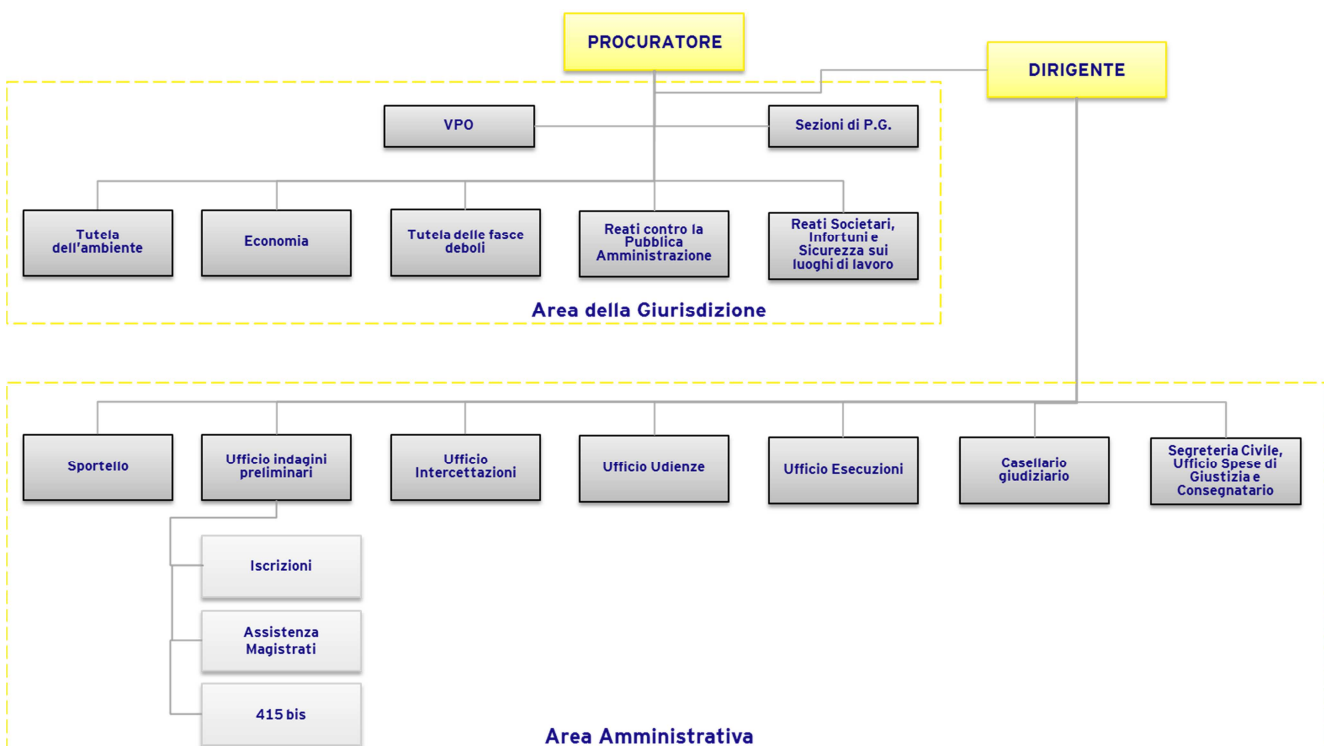 PROCURATORE
DIRIGENTE
VPO
Sezioni di P.G.
Tutela
dell'ambiente
Economia
Tutela delle fasce
deboli
Reati contro la
Pubblica
Amministrazione
Reati Societari,
Infortuni e
Sicurezza sui
luoghi di lavoro
Area della Giurisdizione
Sportello
Ufficio indagini
preliminari
Ufficio
Intercettazioni
Ufficio Udienze
Ufficio Esecuzioni
Casellario
giudiziario
Segreteria Civile,
Ufficio Spese di
Giustizia e
Consegnatario
Iscrizioni
Assistenza
Magistrati
415 bis
Area Amministrativa